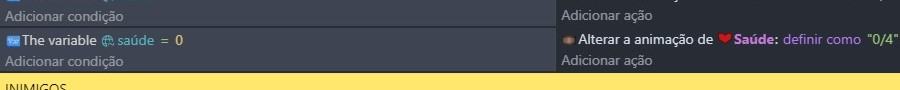 Adicionar condição
Adicionar ação
The variable saúde = 0
Alterar a animação de Saúde: definir como "0/4"
Adicionar condição
Adicionar ação
INIMIGOS